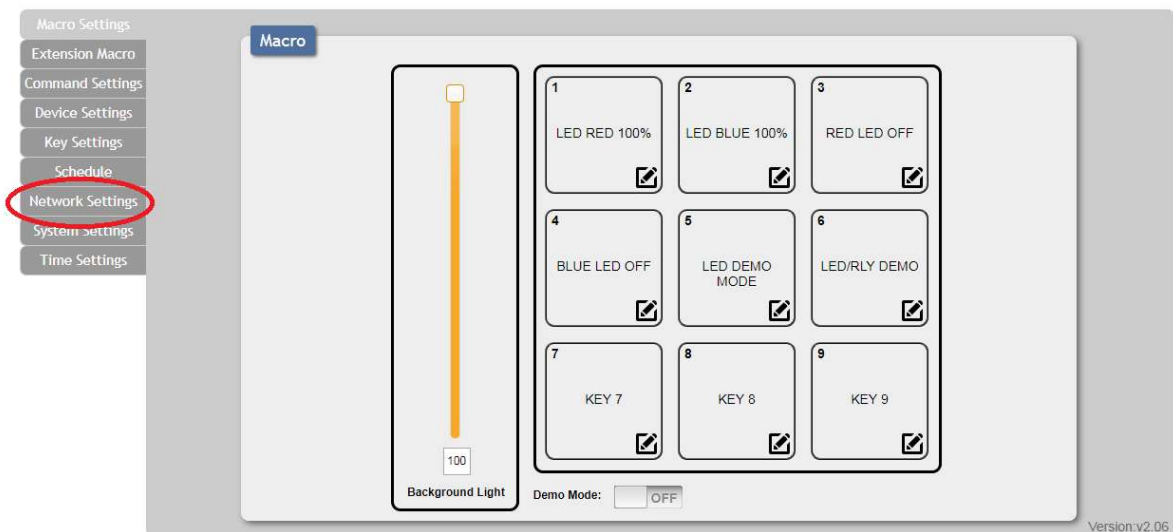 Macro Settings
Extension Macro
Command Settings
Device Settings
Key Settings
Schedule
Network Settings
System Settings
Time Settings
Macro
100
Background Light
1
LED RED 100%
2
LED BLUE 100%
3
RED LED OFF
4
BLUE LED OFF
5
LED DEMO
MODE
6
LED/RLY DEMO
7
KEY 7
8
KEY 8
9
KEY 9
Demo Mode:
OFF
Version:v2.06